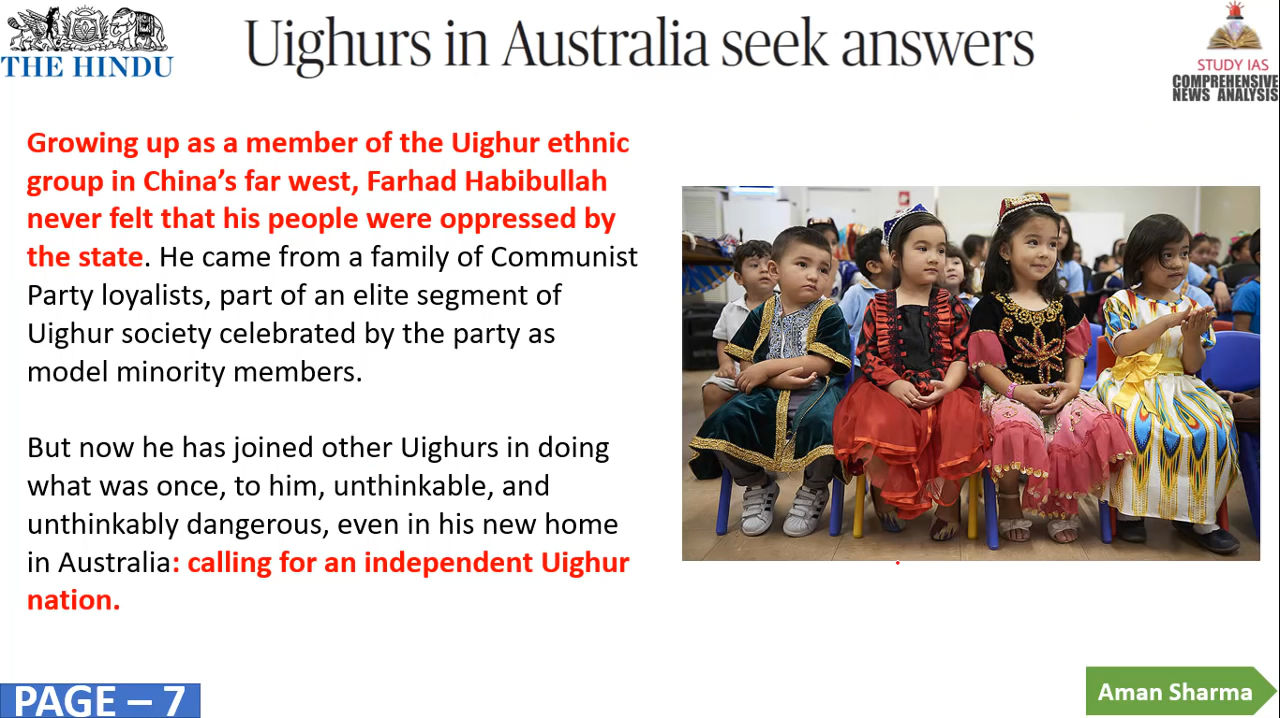 THE HINDU
Uighurs in Australia seek answers
STUDY IAS
COMPREHENSIVE
NEWS ANALYSIS
Growing up as a member of the Uighur ethnic
group in China’s far west, Farhad Habibullah
never felt that his people were oppressed by
the state. He came from a family of Communist
Party loyalists, part of an elite segment of
Uighur society celebrated by the party as
model minority members.
But now he has joined other Uighurs in doing
what was once, to him, unthinkable, and
unthinkably dangerous, even in his new home
in Australia: calling for an independent Uighur
nation.
PAGE – 7
Aman Sharma